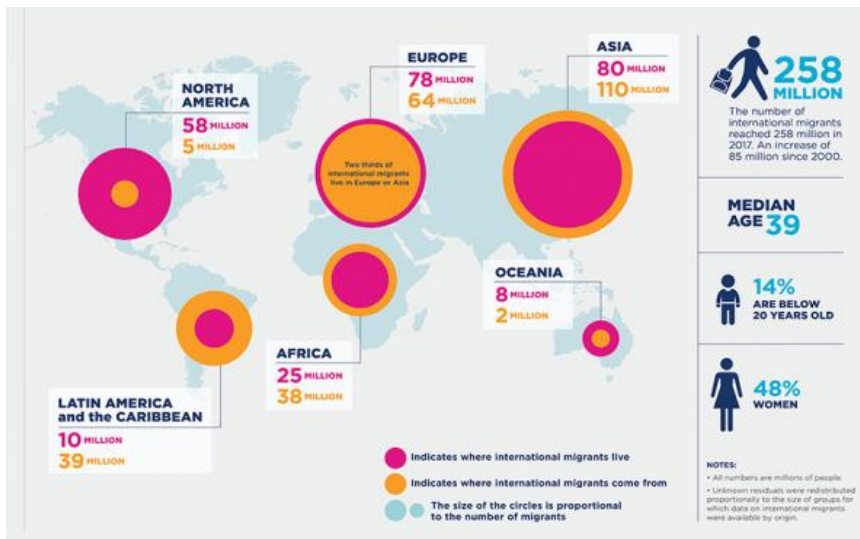 NORTH
AMERICA
58 MILLION
5 MILLION
EUROPE
78 MILLION
64 MILLION
Two thirds of
international migrants
live in Europe or Asia
ASIA
80 MILLION
110 MILLION
OCEANIA
8 MILLION
2 MILLION
AFRICA
25 MILLION
38 MILLION
LATIN AMERICA
and the CARIBBEAN
10 MILLION
39 MILLION
Indicates where international migrants live
Indicates where international migrants come from
The size of the circles is proportional
to the number of migrants
258
MILLION
The number of
international migrants
reached 258 million in
2017. An increase of
85 million since 2000.
MEDIAN
AGE 39
14%
ARE BELOW
20 YEARS OLD
48%
WOMEN
NOTES:
• All numbers are millions of people.
• Unknown residuals were redistributed
proportionally to the size of groups for
which data on international migrants
were available by origin.